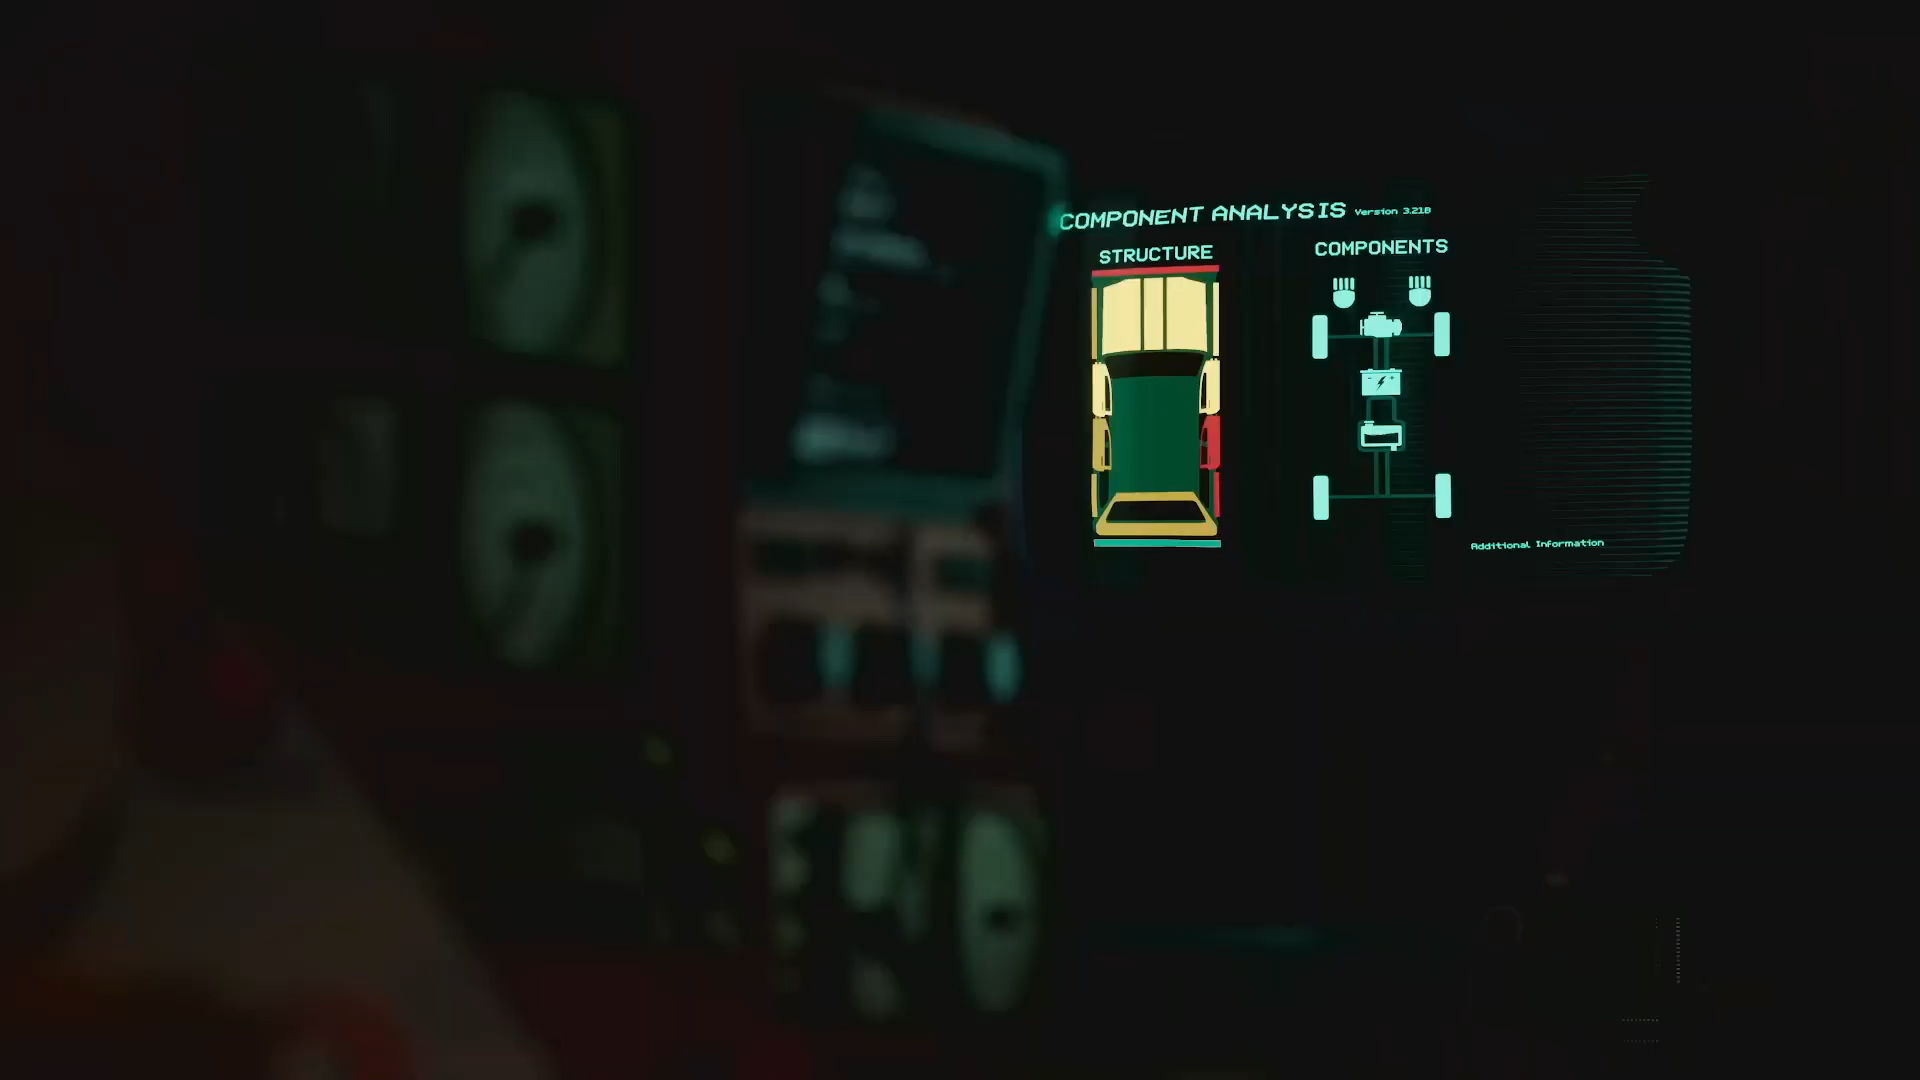 COMPONENT ANALYSIS Version 3.218
STRUCTURE
COMPONENTS
Additional Information